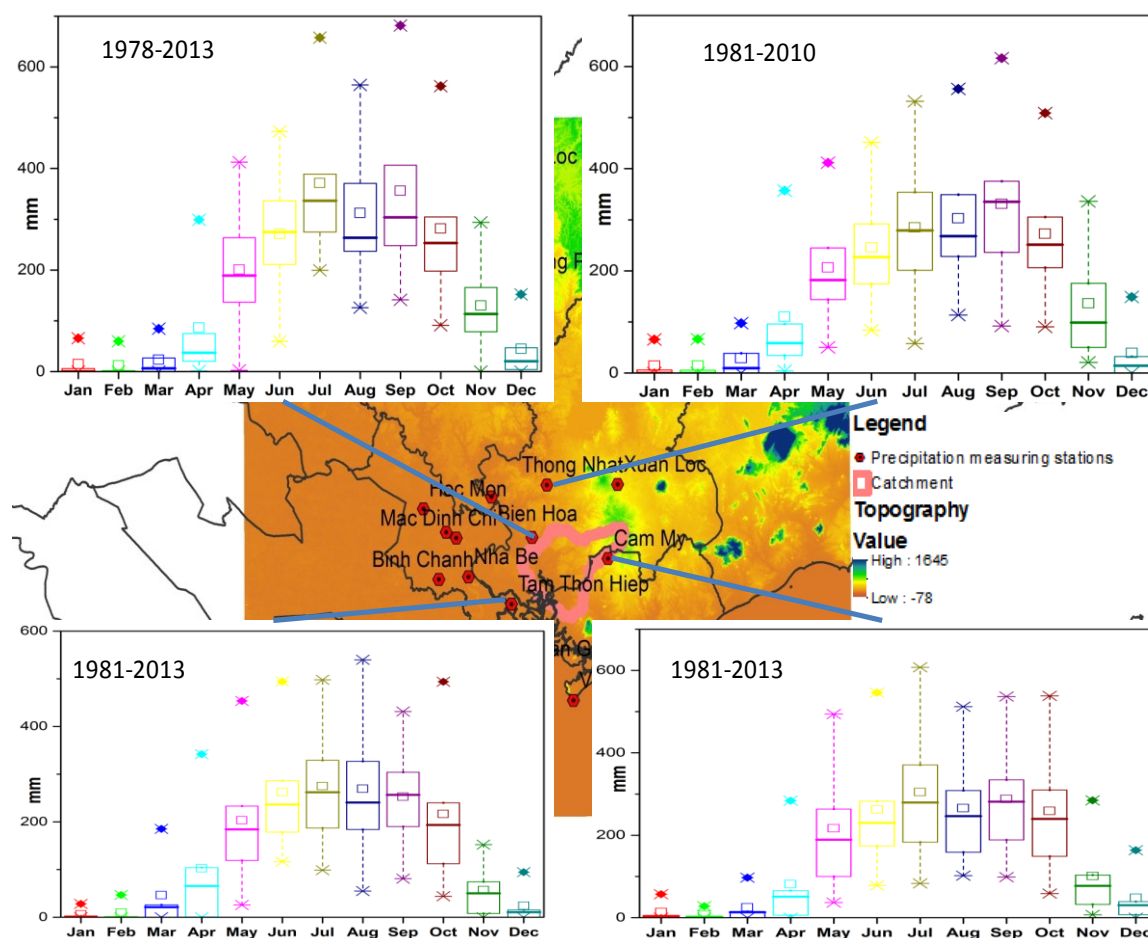 1978-2013
600
400
200
0
mm
Jan Feb Mar Apr May Jun Jul Aug Sep Oct Nov Dec
1981-2010
600
400
200
0
mm
Jan Feb Mar Apr May Jun Jul Aug Sep Oct Nov Dec
Loc
Thong Nhat Xuan Loc
Hoc Mon
Mac Dinh Chi
Bien Hoa
Cam My
Binh Chanh
Nha Be
Tam Thon Hiep
Legend
Precipitation measuring stations
Catchment
Topography
Value
High : 1645
Low : -78
1981-2013
600
400
200
0
mm
Jan Feb Mar Apr May Jun Jul Aug Sep Oct Nov Dec
1981-2013
600
400
200
0
mm
Jan Feb Mar Apr May Jun Jul Aug Sep Oct Nov Dec